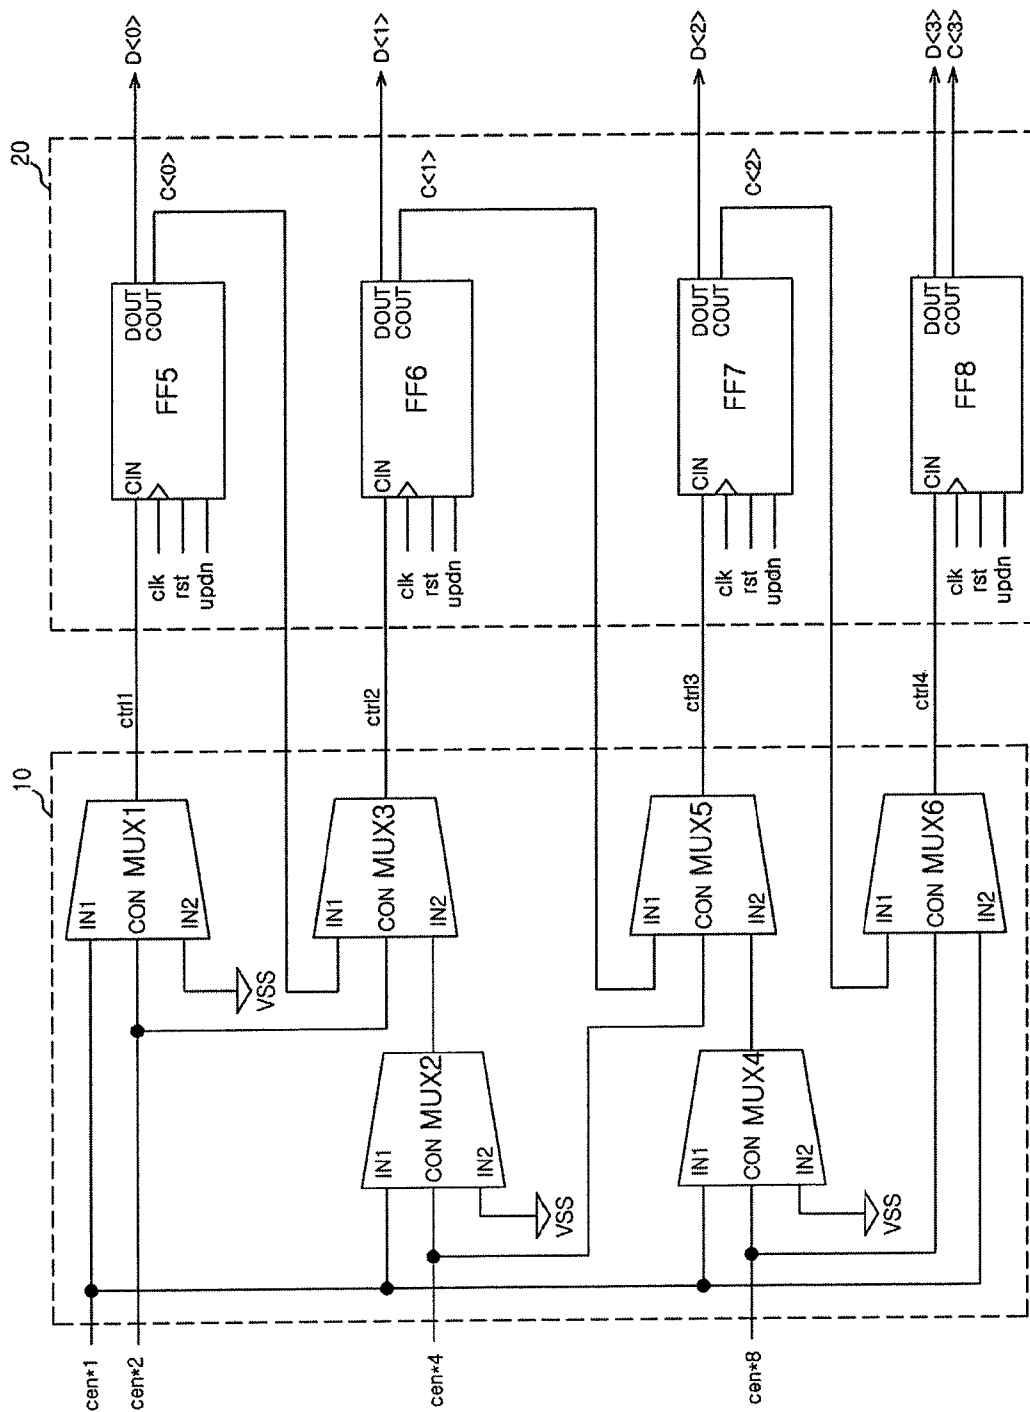 20
D<0>
C<0>
DOUT
COUT
FF5
CIN
clk
rst
updn
D<1>
C<1>
DOUT
COUT
FF6
CIN
clk
rst
updn
D<2>
C<2>
DOUT
COUT
FF7
CIN
clk
rst
updn
D<3>
C<3>
DOUT
COUT
FF8
CIN
clk
rst
updn
ctrl1
ctrl2
ctrl3
ctrl4
10
IN1
CON MUX1
IN2
VSS
IN1
CON MUX3
IN2
IN1
CON MUX5
IN2
IN1
CON MUX6
IN2
IN1
CON MUX2
IN2
VSS
IN1
CON MUX4
IN2
VSS
cen*1
cen*2
cen*4
cen*8